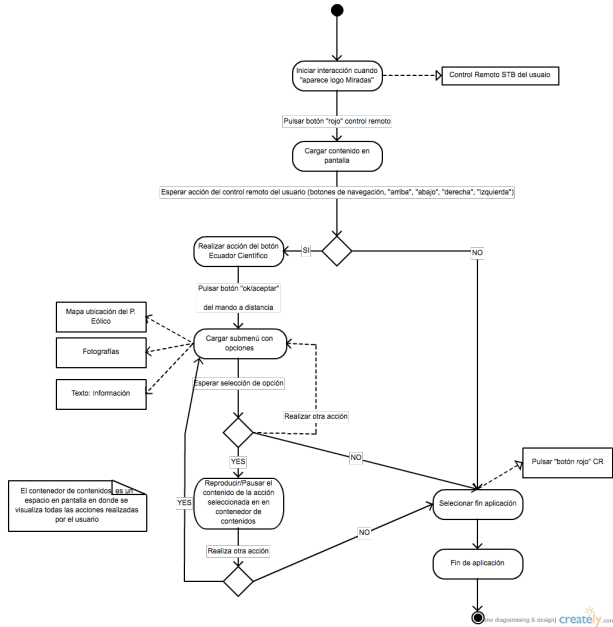 Iniciar interacción cuando
"aparece logo Miradas"
Control Remoto STB del usuaio
Pulsar botón "rojo" control remoto
Cargar contenido en
pantalla
Esperar acción del control remoto del usuario (botones de navegación, "arriba", "abajo", "derecha", "izquierda")
Realizar acción del botón
Ecuador Científico
SI
NO
Pulsar botón "ok/aceptar"
del mando a distancia
Mapa ubicación del P.
Eólico
Fotografías
Texto: Información
Cargar submenú con
opciones
Esperar selección de opción
Realizar otra acción
NO
YES
Pulsar "botón rojo" CR
El contenedor de contenidos, es un
espacio en pantalla en donde se
visualiza todas las acciones realizadas
por el usuario
YES
Reproducir/Pausar el
contenido de la acción
seleccionada en en
contenedor de
contenidos
Selecionar fin aplicación
NO
Realiza otra acción
Fin de aplicación
diagramming & design] creately.com